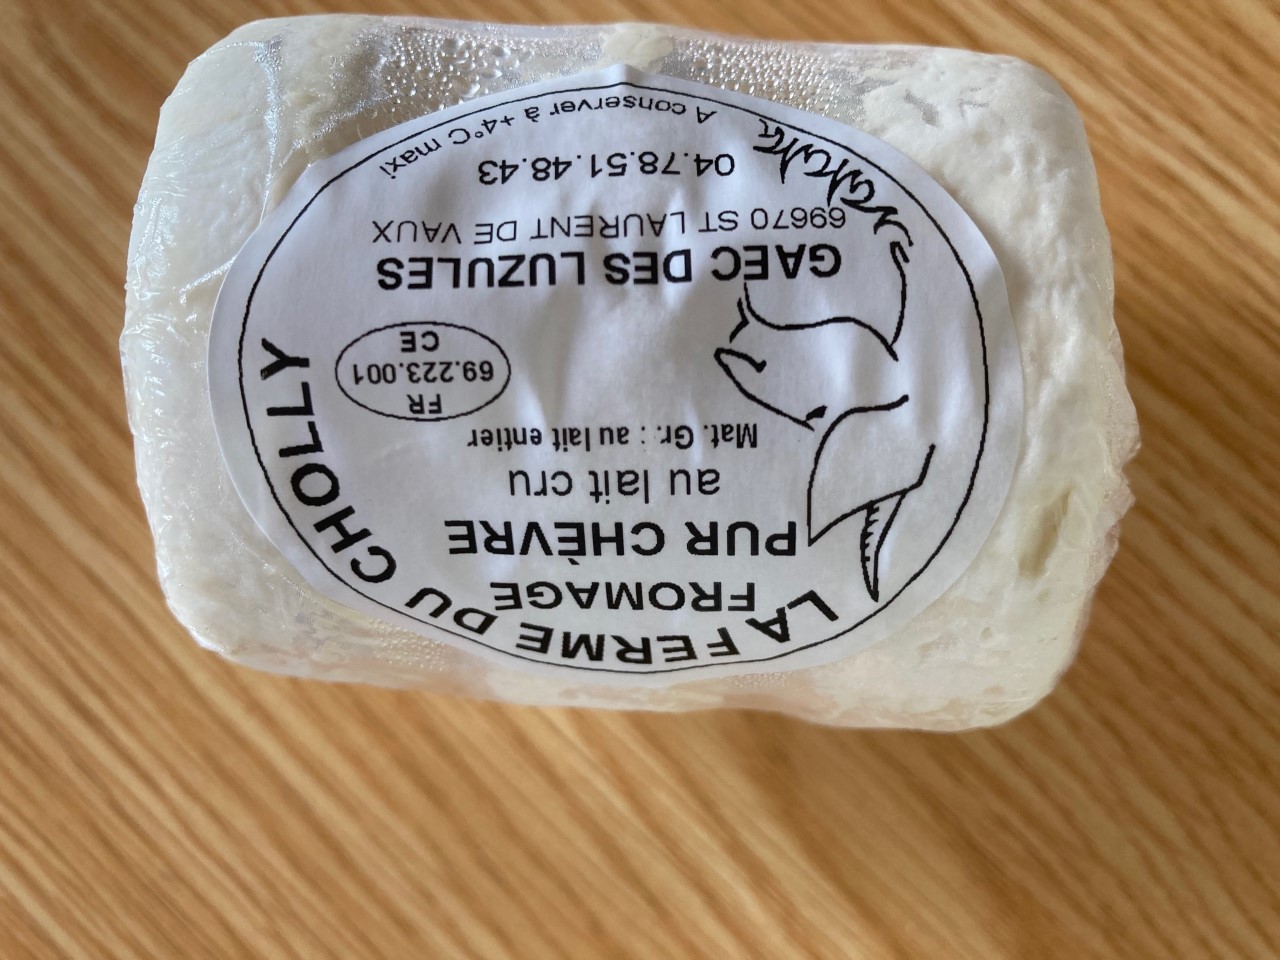 LA FERME DU CHOLLY
FROMAGE
PUR CHÈVRE
au lait cru
Mat. Gr. : au lait entier
FR
69.223.001
CE
GAEC DES LUZULES
69670 ST LAURENT DE VAUX
04.78.51.48.43
A conserver à +4°C maxi